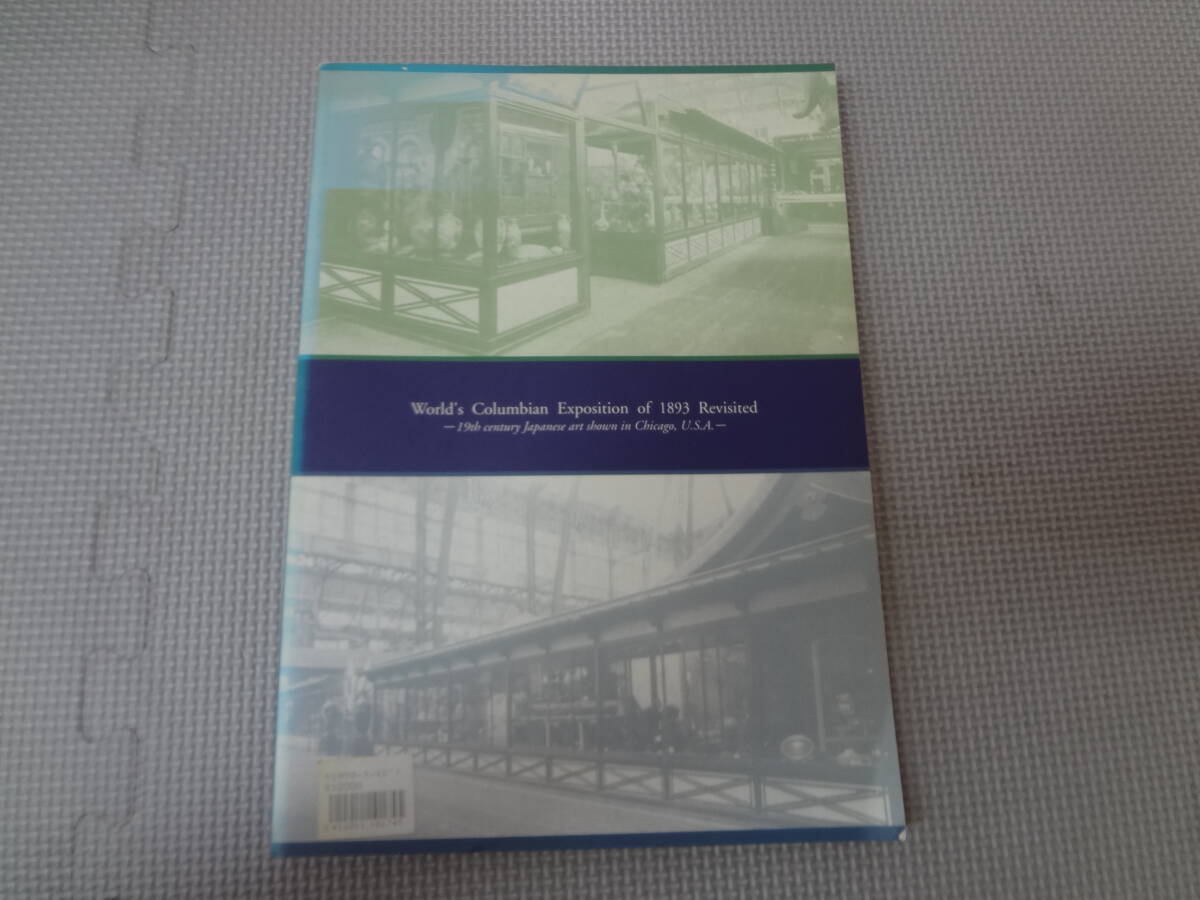 World's Columbian Exposition of 1893 Revisited
—19th century Japanese art shown in Chicago, U.S.A.—